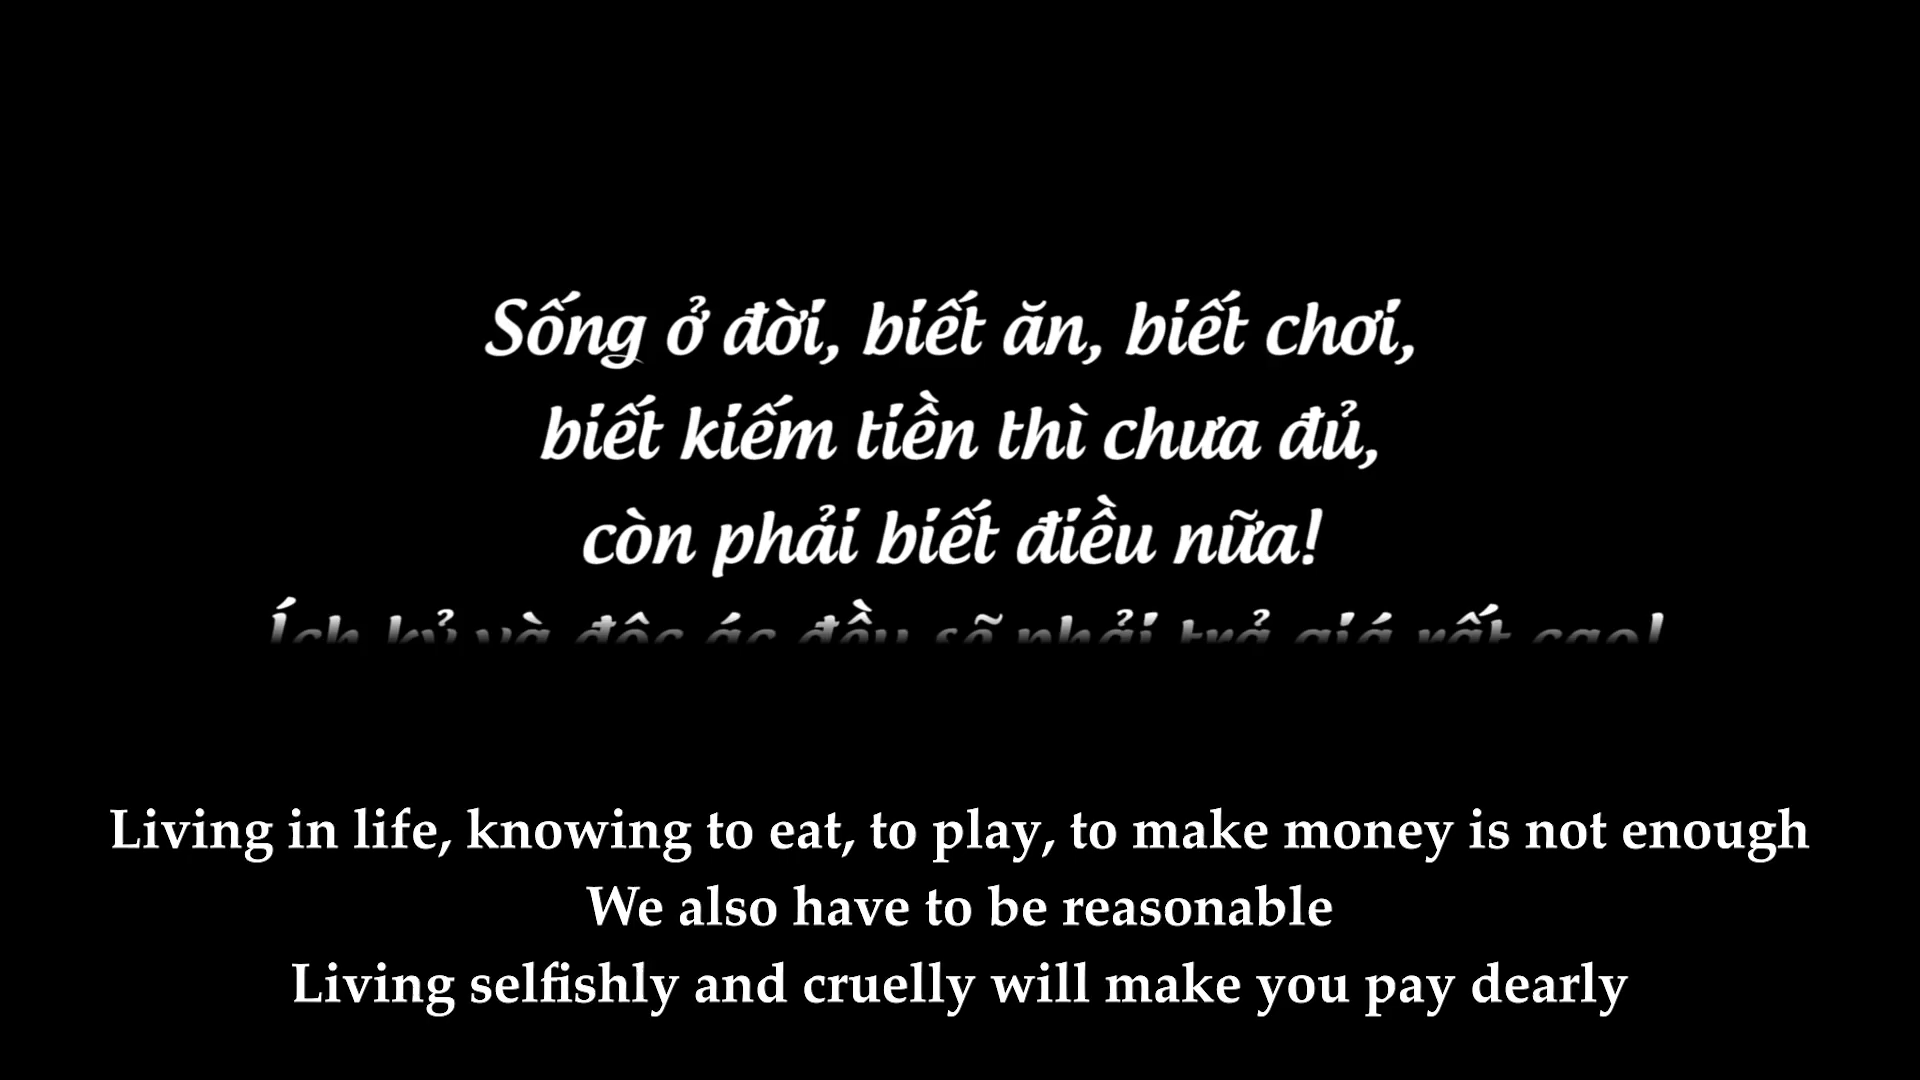 Sống ở đời, biết ăn, biết chơi,
biết kiếm tiền thì chưa đủ,
còn phải biết điều nữa!
Ích kỷ và độc ác đều sẽ phải trả giá rất cao!
Living in life, knowing to eat, to play, to make money is not enough
We also have to be reasonable
Living selfishly and cruelly will make you pay dearly